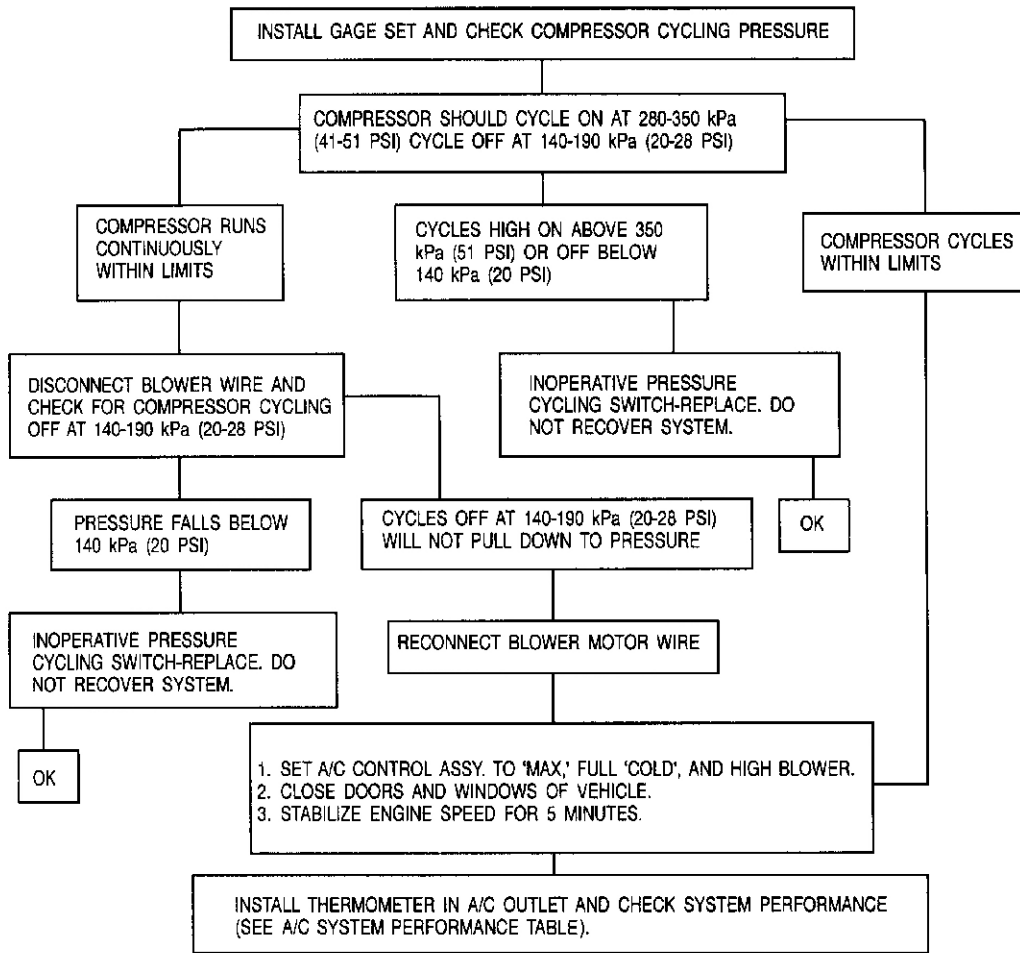 INSTALL GAGE SET AND CHECK COMPRESSOR CYCLING PRESSURE
COMPRESSOR SHOULD CYCLE ON AT 280-350 kPa
(41-51 PSI) CYCLE OFF AT 140-190 kPa (20-28 PSI)
COMPRESSOR RUNS
CONTINUOUSLY
WITHIN LIMITS
CYCLES HIGH ON ABOVE 350
kPa (51 PSI) OR OFF BELOW
140 kPa (20 PSI)
COMPRESSOR CYCLES
WITHIN LIMITS
DISCONNECT BLOWER WIRE AND
CHECK FOR COMPRESSOR CYCLING
OFF AT 140-190 kPa (20-28 PSI)
INOPERATIVE PRESSURE
CYCLING SWITCH-REPLACE. DO
NOT RECOVER SYSTEM.
PRESSURE FALLS BELOW
140 kPa (20 PSI)
CYCLES OFF AT 140-190 kPa (20-28 PSI)
WILL NOT PULL DOWN TO PRESSURE
OK
INOPERATIVE PRESSURE
CYCLING SWITCH-REPLACE. DO
NOT RECOVER SYSTEM.
RECONNECT BLOWER MOTOR WIRE
OK
1. SET A/C CONTROL ASSY. TO 'MAX,' FULL 'COLD', AND HIGH BLOWER.
2. CLOSE DOORS AND WINDOWS OF VEHICLE.
3. STABILIZE ENGINE SPEED FOR 5 MINUTES.
INSTALL THERMOMETER IN A/C OUTLET AND CHECK SYSTEM PERFORMANCE
(SEE A/C SYSTEM PERFORMANCE TABLE).